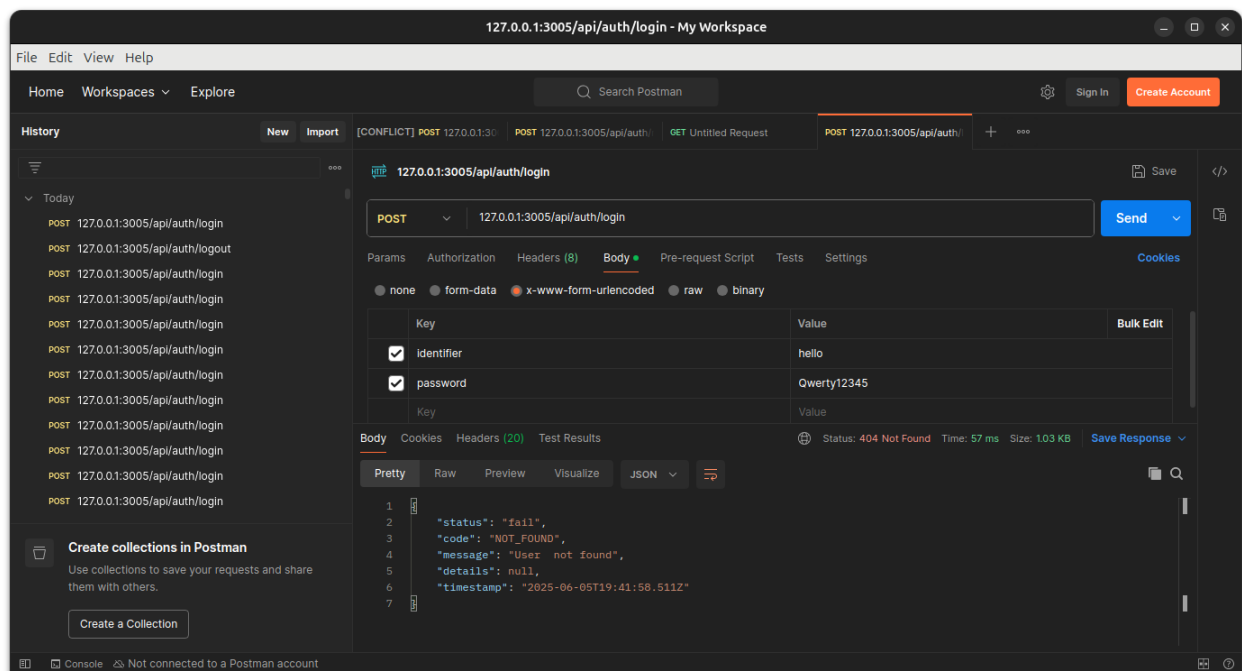 127.0.0.1:3005/api/auth/login - My Workspace
File Edit View Help
Home Workspaces Explore Search Postman Sign In Create Account
History New Import
[CONFLICT] POST 127.0.0.1:30 POST 127.0.0.1:3005/api/auth/ GET Untitled Request POST 127.0.0.1:3005/api/auth/
HTTP 127.0.0.1:3005/api/auth/login Save
Today
POST 127.0.0.1:3005/api/auth/login
POST 127.0.0.1:3005/api/auth/logout
POST 127.0.0.1:3005/api/auth/login
POST 127.0.0.1:3005/api/auth/login
POST 127.0.0.1:3005/api/auth/login
POST 127.0.0.1:3005/api/auth/login
POST 127.0.0.1:3005/api/auth/login
POST 127.0.0.1:3005/api/auth/login
POST 127.0.0.1:3005/api/auth/login
POST 127.0.0.1:3005/api/auth/login
POST 127.0.0.1:3005/api/auth/login
POST 127.0.0.1:3005/api/auth/login
Create collections in Postman
Use collections to save your requests and share
them with others.
Create a Collection
POST 127.0.0.1:3005/api/auth/login Send
Params Authorization Headers (8) Body Pre-request Script Tests Settings Cookies
none form-data x-www-form-urlencoded raw binary
Key Value Bulk Edit
identifier hello
password Qwerty12345
Key Value
Body Cookies Headers (20) Test Results Status: 404 Not Found Time: 57 ms Size: 1.03 KB Save Response
Pretty Raw Preview Visualize JSON
1 {
2 "status": "fail",
3 "code": "NOT_FOUND",
4 "message": "User  not found",
5 "details": null,
6 "timestamp": "2025-06-05T19:41:58.511Z"
7 }
Console Not connected to a Postman account